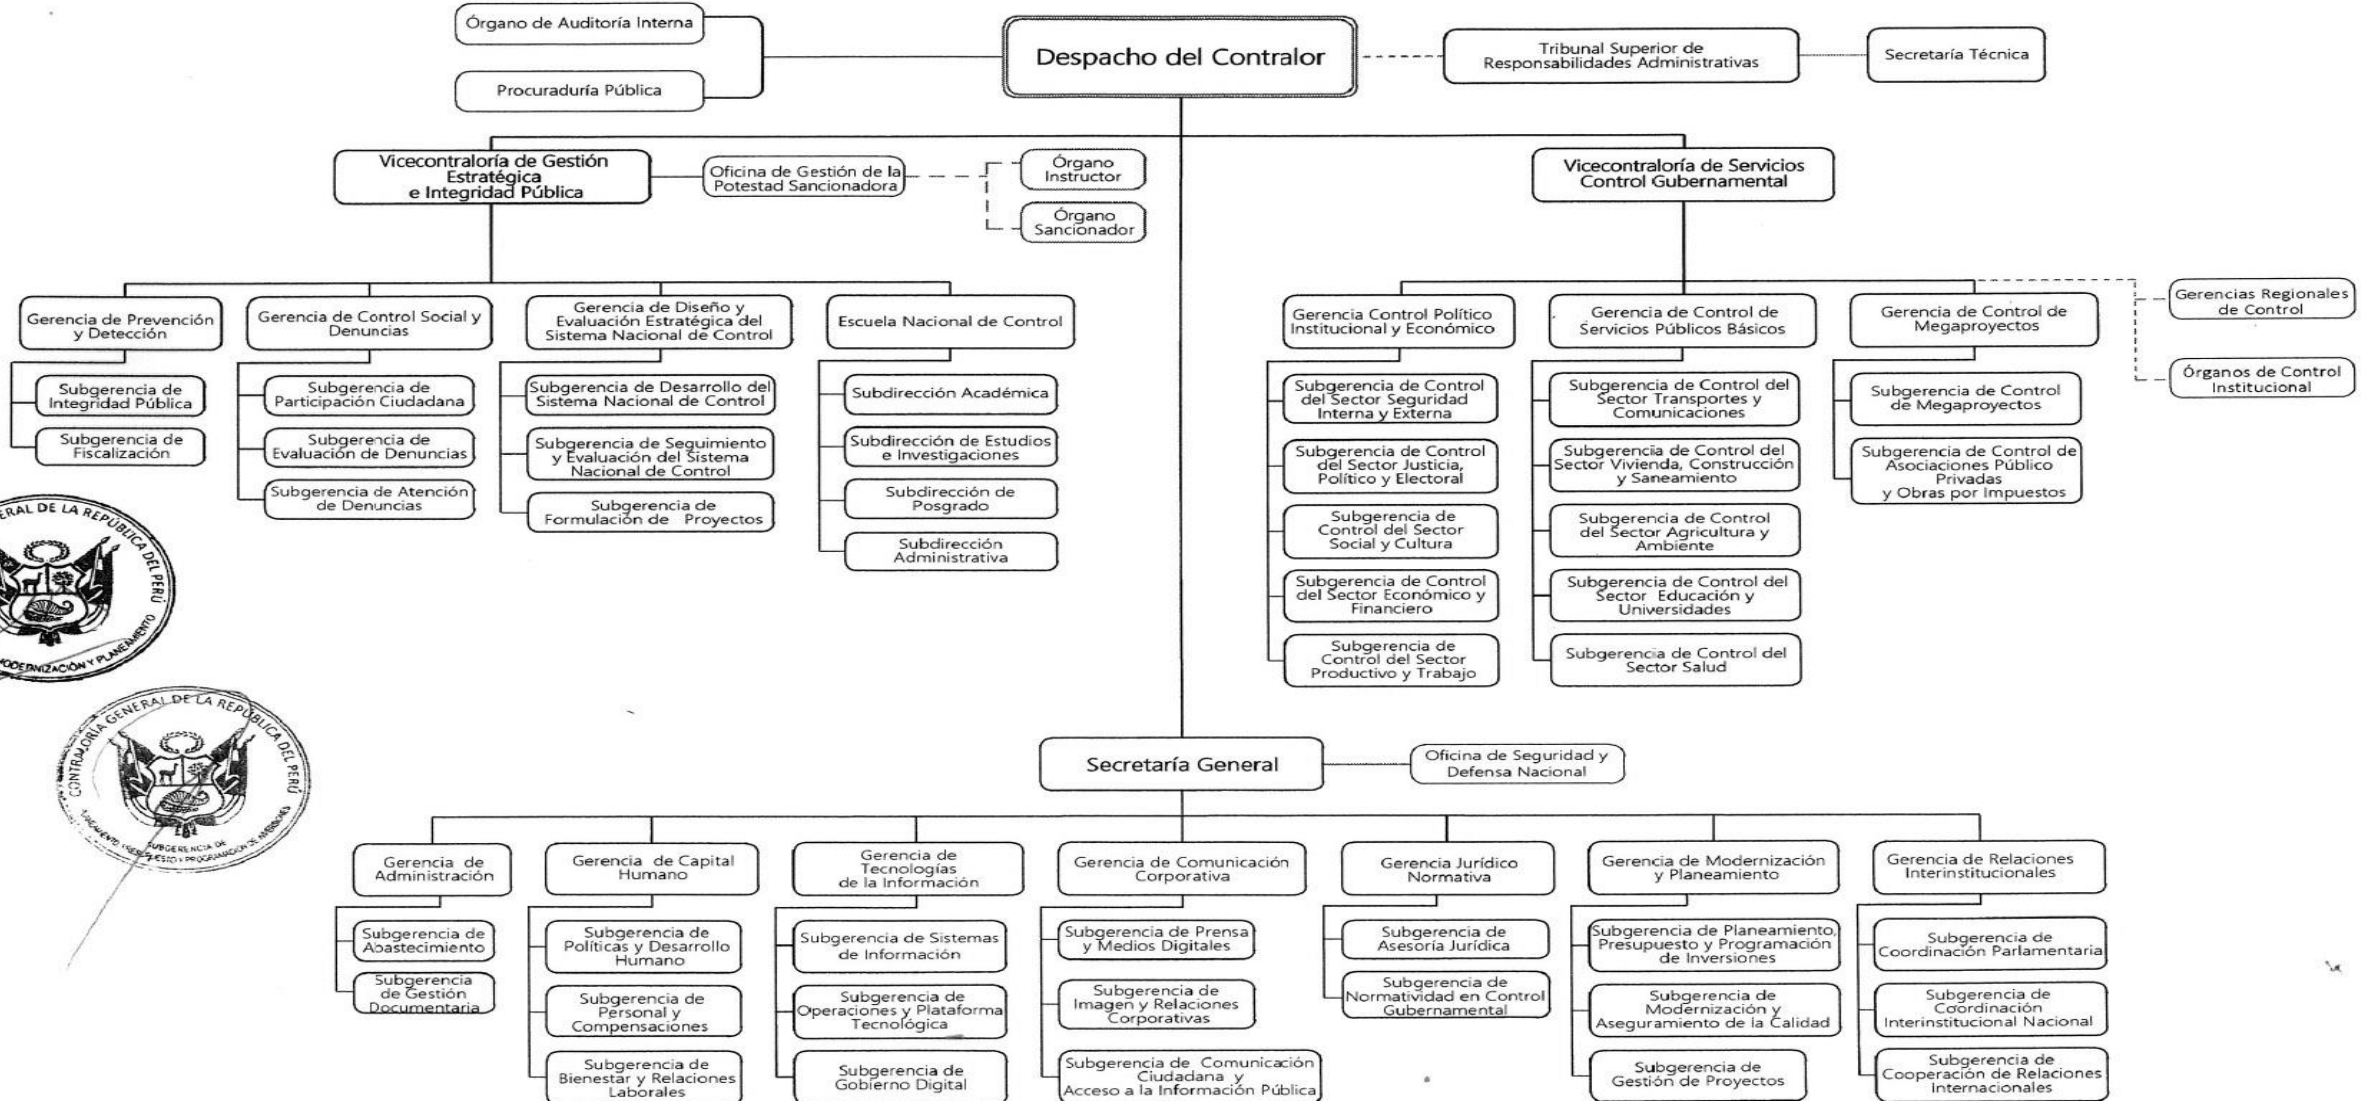 Órgano de Auditoría Interna
Procuraduría Pública
Despacho del Contralor
Tribunal Superior de
Responsabilidades Administrativas
Secretaría Técnica
Vicecontraloría de Gestión
Estratégica
e Integridad Pública
Oficina de Gestión de la
Potestad Sancionadora
Órgano
Instructor
Órgano
Sancionador
Vicecontraloría de Servicios
Control Gubernamental
Gerencia de Prevención
y Detección
Subgerencia de
Integridad Pública
Subgerencia de
Fiscalización
Gerencia de Control Social y
Denuncias
Subgerencia de
Participación Ciudadana
Subgerencia de
Evaluación de Denuncias
Subgerencia de Atención
de Denuncias
Gerencia de Diseño y
Evaluación Estratégica del
Sistema Nacional de Control
Subgerencia de Desarrollo del
Sistema Nacional de Control
Subgerencia de Seguimiento
y Evaluación del Sistema
Nacional de Control
Subgerencia de
Formulación de Proyectos
Escuela Nacional de Control
Subdirección Académica
Subdirección de Estudios
e Investigaciones
Subdirección de
Posgrado
Subdirección
Administrativa
Gerencia Control Político
Institucional y Económico
Subgerencia de Control
del Sector Seguridad
Interna y Externa
Subgerencia de Control
del Sector Justicia,
Político y Electoral
Subgerencia de
Control del Sector
Social y Cultura
Subgerencia de Control
del Sector Económico y
Financiero
Subgerencia de
Control del Sector
Productivo y Trabajo
Gerencia de Control de
Servicios Públicos Básicos
Subgerencia de Control del
Sector Transportes y
Comunicaciones
Subgerencia de Control del
Sector Vivienda, Construcción
y Saneamiento
Subgerencia de Control
del Sector Agricultura y
Ambiente
Subgerencia de Control del
Sector Educación y
Universidades
Subgerencia de Control del
Sector Salud
Gerencia de Control de
Megaproyectos
Subgerencia de Control
de Megaproyectos
Subgerencia de Control de
Asociaciones Público
Privadas
y Obras por Impuestos
Gerencias Regionales
de Control
Órganos de Control
Institucional
ERAL DE LA REPÚBLICA DEL PERÚ
MODERNIZACIÓN Y PLANEAMIENTO
CONTRALORÍA GENERAL DE LA REPÚBLICA DEL PERÚ
SUBGERENCIA DE
Secretaría General
Oficina de Seguridad y
Defensa Nacional
Gerencia de
Administración
Subgerencia de
Abastecimiento
Subgerencia
de Gestión
Documentaria
Gerencia de Capital
Humano
Subgerencia de
Políticas y Desarrollo
Humano
Subgerencia de
Personal y
Compensaciones
Subgerencia de
Bienestar y Relaciones
Laborales
Gerencia de
Tecnologías
de la Información
Subgerencia de Sistemas
de Información
Subgerencia de
Operaciones y Plataforma
Tecnológica
Subgerencia de
Gobierno Digital
Gerencia de Comunicación
Corporativa
Subgerencia de Prensa
y Medios Digitales
Subgerencia de
Imagen y Relaciones
Corporativas
Subgerencia de Comunicación
Ciudadana y
Acceso a la Información Pública
Gerencia Jurídico
Normativa
Subgerencia de
Asesoría Jurídica
Subgerencia de
Normatividad en Control
Gubernamental
Gerencia de Modernización
y Planeamiento
Subgerencia de Planeamiento,
Presupuesto y Programación
de Inversiones
Subgerencia de
Modernización y
Aseguramiento de la Calidad
Subgerencia de
Gestión de Proyectos
Gerencia de Relaciones
Interinstitucionales
Subgerencia de
Coordinación Parlamentaria
Subgerencia de
Coordinación
Interinstitucional Nacional
Subgerencia de
Cooperación de Relaciones
Internacionales